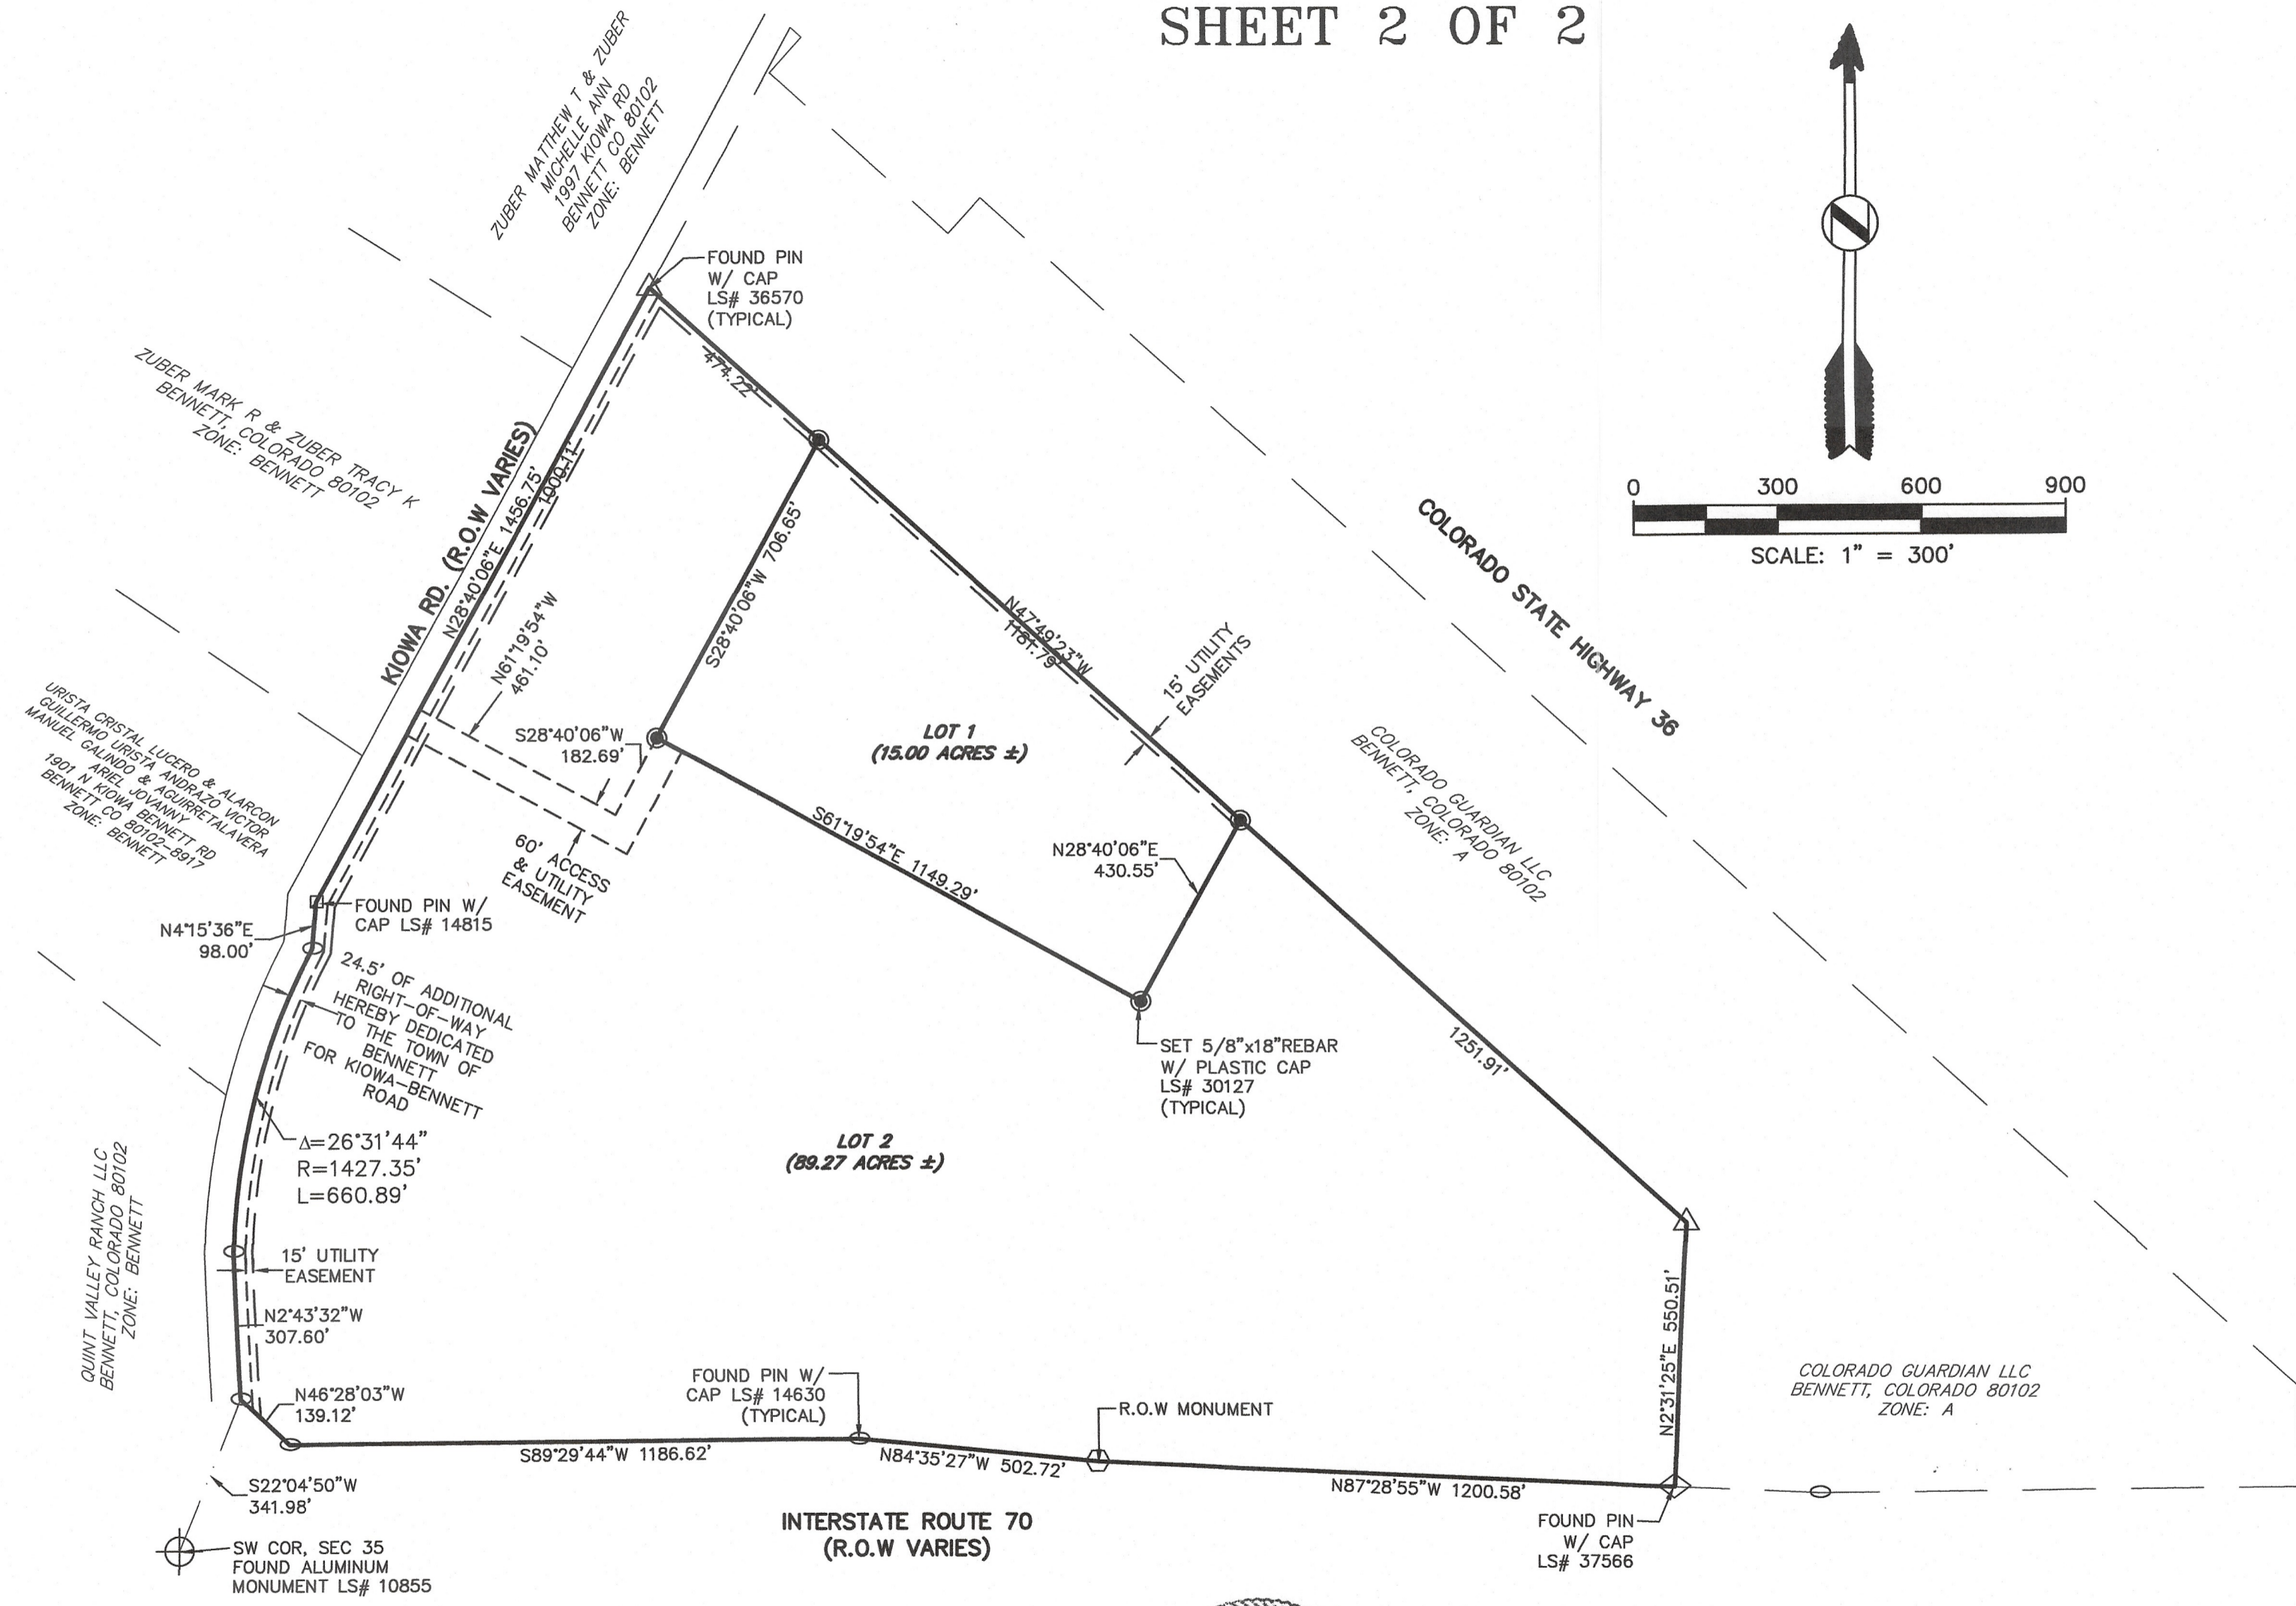 SHEET 2 OF 2
ZUBER MATTHEW T & ZUBER
MICHELLE ANN
1997 KIOWA RD
BENNETT CO 80102
ZONE: BENNETT
FOUND PIN
W/ CAP
LS# 36570
(TYPICAL)
474.22'
ZUBER MARK R & ZUBER TRACY K
BENNETT, COLORADO 80102
ZONE: BENNETT
KIOWA RD. (R.O.W VARIES)
N28°40'06"E 1456.75'
1000.11'
S28°40'06"W 706.65'
N61°19'54"W
461.10'
N47°49'23"W
1181.79'
15' UTILITY
EASEMENTS
COLORADO STATE HIGHWAY 36
0 300 600 900
SCALE: 1" = 300'
N
URISTA CRISTAL LUCERO & ALARCON
GUILLERMO URISTA ANDRAZO VICTOR
MANUEL GALINDO & AGUIRRETALAVERA
ARIEL JOVANNY
1901 N KIOWA BENNETT RD
BENNETT CO 80102-8917
ZONE: BENNETT
S28°40'06"W
182.69'
LOT 1
(15.00 ACRES ±)
COLORADO GUARDIAN LLC
BENNETT, COLORADO 80102
ZONE: A
S61°19'54"E 1149.29'
N28°40'06"E
430.55'
60' ACCESS
& UTILITY
EASEMENT
FOUND PIN W/
CAP LS# 14815
N4°15'36"E
98.00'
24.5' OF ADDITIONAL
RIGHT-OF-WAY
HEREBY DEDICATED
TO THE TOWN OF
BENNETT
FOR KIOWA-BENNETT
ROAD
SET 5/8"x18"REBAR
W/ PLASTIC CAP
LS# 30127
(TYPICAL)
1251.91'
LOT 2
(89.27 ACRES ±)
Δ=26°31'44"
R=1427.35'
L=660.89'
QUINT VALLEY RANCH LLC
BENNETT, COLORADO 80102
ZONE: BENNETT
15' UTILITY
EASEMENT
N2°43'32"W
307.60'
N46°28'03"W
139.12'
FOUND PIN W/
CAP LS# 14630
(TYPICAL)
R.O.W MONUMENT
N2°31'25"E 550.51'
COLORADO GUARDIAN LLC
BENNETT, COLORADO 80102
ZONE: A
S89°29'44"W 1186.62'
N84°35'27"W 502.72'
N87°28'55"W 1200.58'
S22°04'50"W
341.98'
INTERSTATE ROUTE 70
(R.O.W VARIES)
FOUND PIN
W/ CAP
LS# 37566
SW COR, SEC 35
FOUND ALUMINUM
MONUMENT LS# 10855